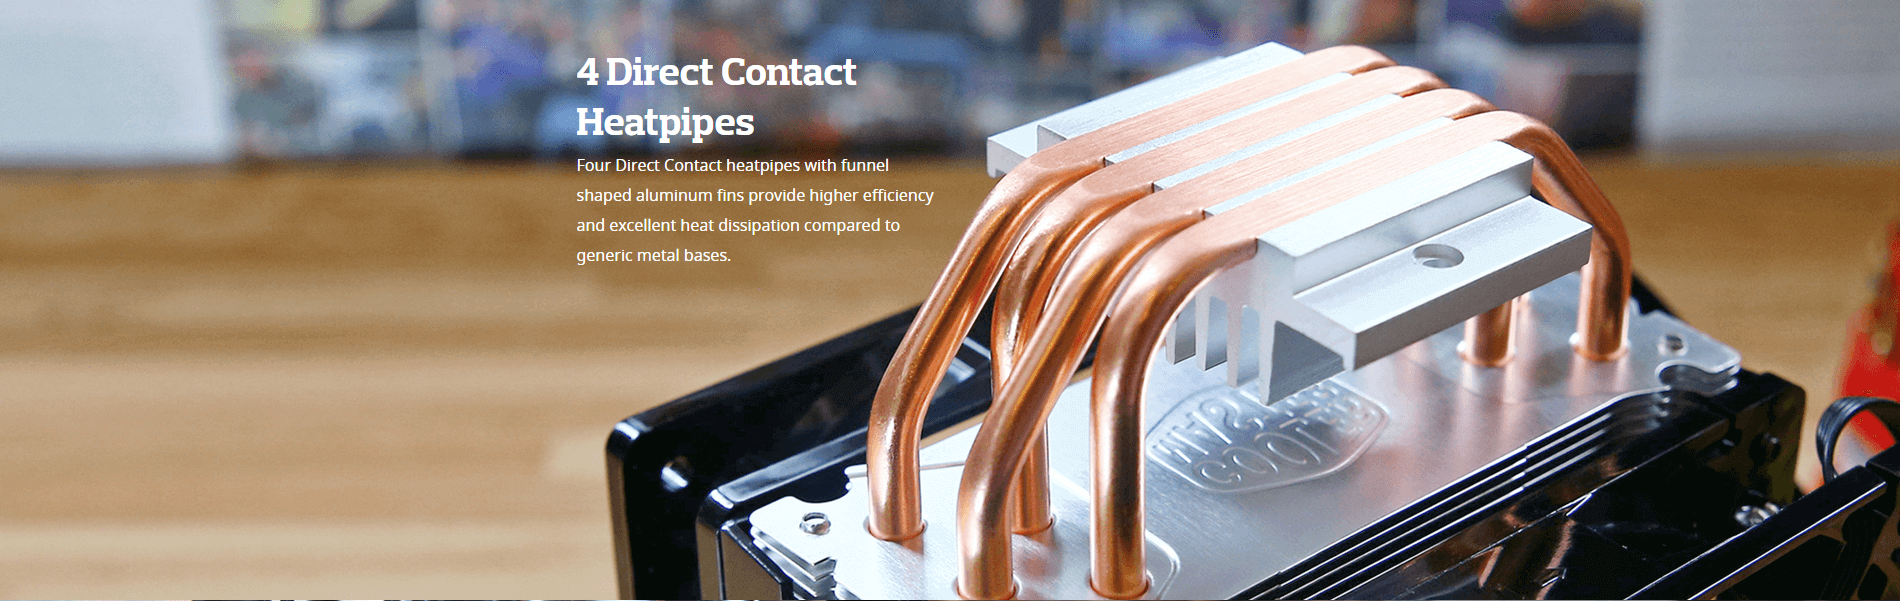 4 Direct Contact
Heatpipes
Four Direct Contact heatpipes with funnel
shaped aluminum fins provide higher efficiency
and excellent heat dissipation compared to
generic metal bases.
COOLER